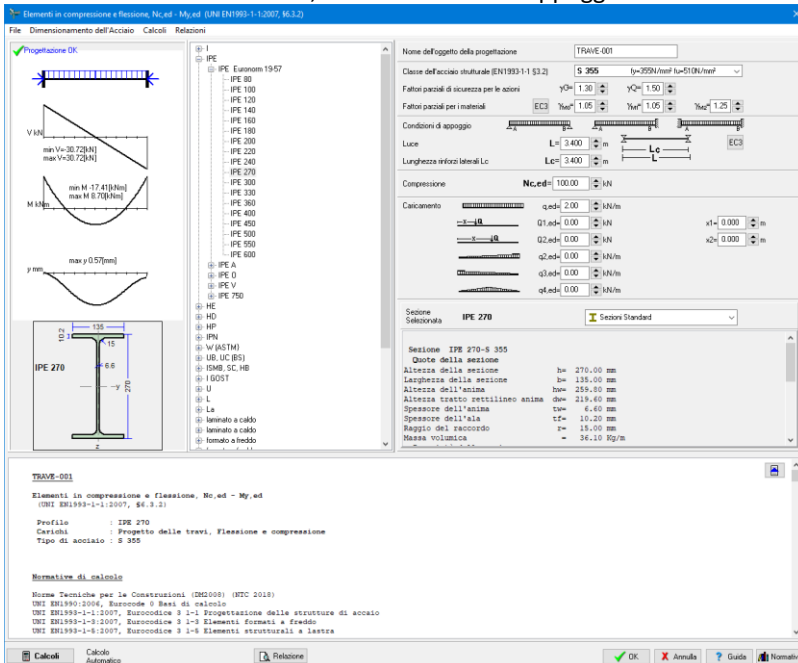 Elementi in compressione e flessione, Nc,ed - My,ed (UNI EN1993-1-1:2007, §6.3.2)
File Dimensionamento dell'Acciaio Calcoli Relazioni
Progettazione OK
V kN
min V=-30.72[kN]
max V=30.72[kN]
M kNm
min M -17.41[kNm]
max M 8.70[kNm]
y mm
max y 0.57[mm]
IPE 270
135
10.2
15
6.6
270
y
z
I
IPE
IPE Euronorm 19-57
IPE 80
IPE 100
IPE 120
IPE 140
IPE 160
IPE 180
IPE 200
IPE 220
IPE 240
IPE 270
IPE 300
IPE 330
IPE 360
IPE 400
IPE 450
IPE 500
IPE 550
IPE 600
IPE A
IPE O
IPE V
IPE 750
HE
HD
HP
IPN
W (ASTM)
UB, UC (BS)
ISMB, SC, HB
I GOST
U
L
La
laminato a caldo
laminato a caldo
formato a freddo
Nome dell'oggetto della progettazione TRAVE-001
Classe dell'acciaio strutturale (EN1993-1-1 §3.2) S 355 fy=355N/mm² fu=510N/mm²
Fattori parziali di sicurezza per le azioni γG= 1.30 γQ= 1.50
Fattori parziali per i materiali EC3 γM0= 1.05 γM1= 1.05 γM2= 1.25
Condizioni di appoggio A B A B B
Luce L= 3.400 m Lc L EC3
Lunghezza rinforzi laterali Lc Lc= 3.400 m
Compressione Nc,ed= 100.00 kN
Caricamento q,ed= 2.00 kN/m
x Q Q1,ed= 0.00 kN x1= 0.000 m
x Q Q2,ed= 0.00 kN x2= 0.000 m
q2,ed= 0.00 kN/m
q3,ed= 0.00 kN/m
q4,ed= 0.00 kN/m
Sezione
Selezionata IPE 270 Sezioni Standard
Sezione IPE 270-S 355
Quote della sezione
Altezza della sezione h= 270.00 mm
Larghezza della sezione b= 135.00 mm
Altezza dell'anima hw= 259.80 mm
Altezza tratto rettilineo anima dw= 219.60 mm
Spessore dell'anima tw= 6.60 mm
Spessore dell'ala tf= 10.20 mm
Raggio del raccordo r= 15.00 mm
Massa volumica = 36.10 Kg/m
TRAVE-001
Elementi in compressione e flessione, Nc,ed - My,ed
(UNI EN1993-1-1:2007, §6.3.2)
Profilo : IPE 270
Carichi : Progetto delle travi, Flessione e compressione
Tipo di acciaio : S 355
Normative di calcolo
Norme Tecniche per le Construzioni (DM2008) (NTC 2018)
UNI EN1990:2006, Eurocode 0 Basi di calcolo
UNI EN1993-1-1:2007, Eurocodice 3 1-1 Progettazione delle strutture di accaio
UNI EN1993-1-3:2007, Eurocodice 3 1-3 Elementi formati a freddo
UNI EN1993-1-5:2007, Eurocodice 3 1-5 Elementi strutturali a lastra
Calcoli
Calcolo
Automatico
Relazione
OK Annulla Guida Normativ